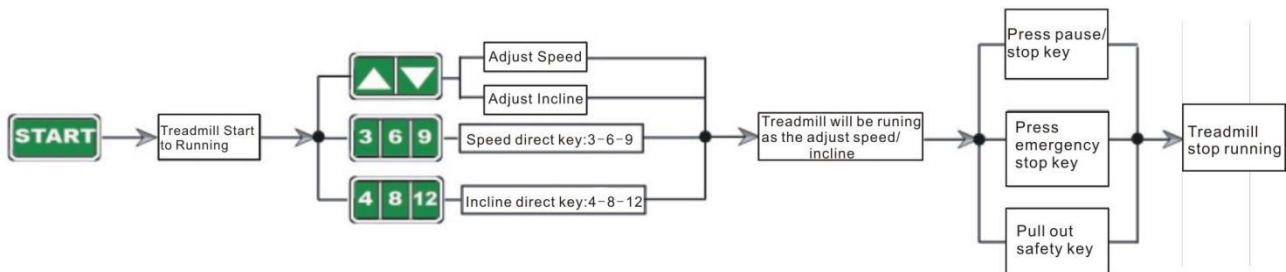 START
Treadmill Start
to Running
Adjust Speed
Adjust Incline
3 6 9
Speed direct key:3-6-9
4 8 12
Incline direct key:4-8-12
Treadmill will be runing
as the adjust speed/
incline
Press pause/
stop key
Press
emergency
stop key
Pull out
safety key
Treadmill
stop running